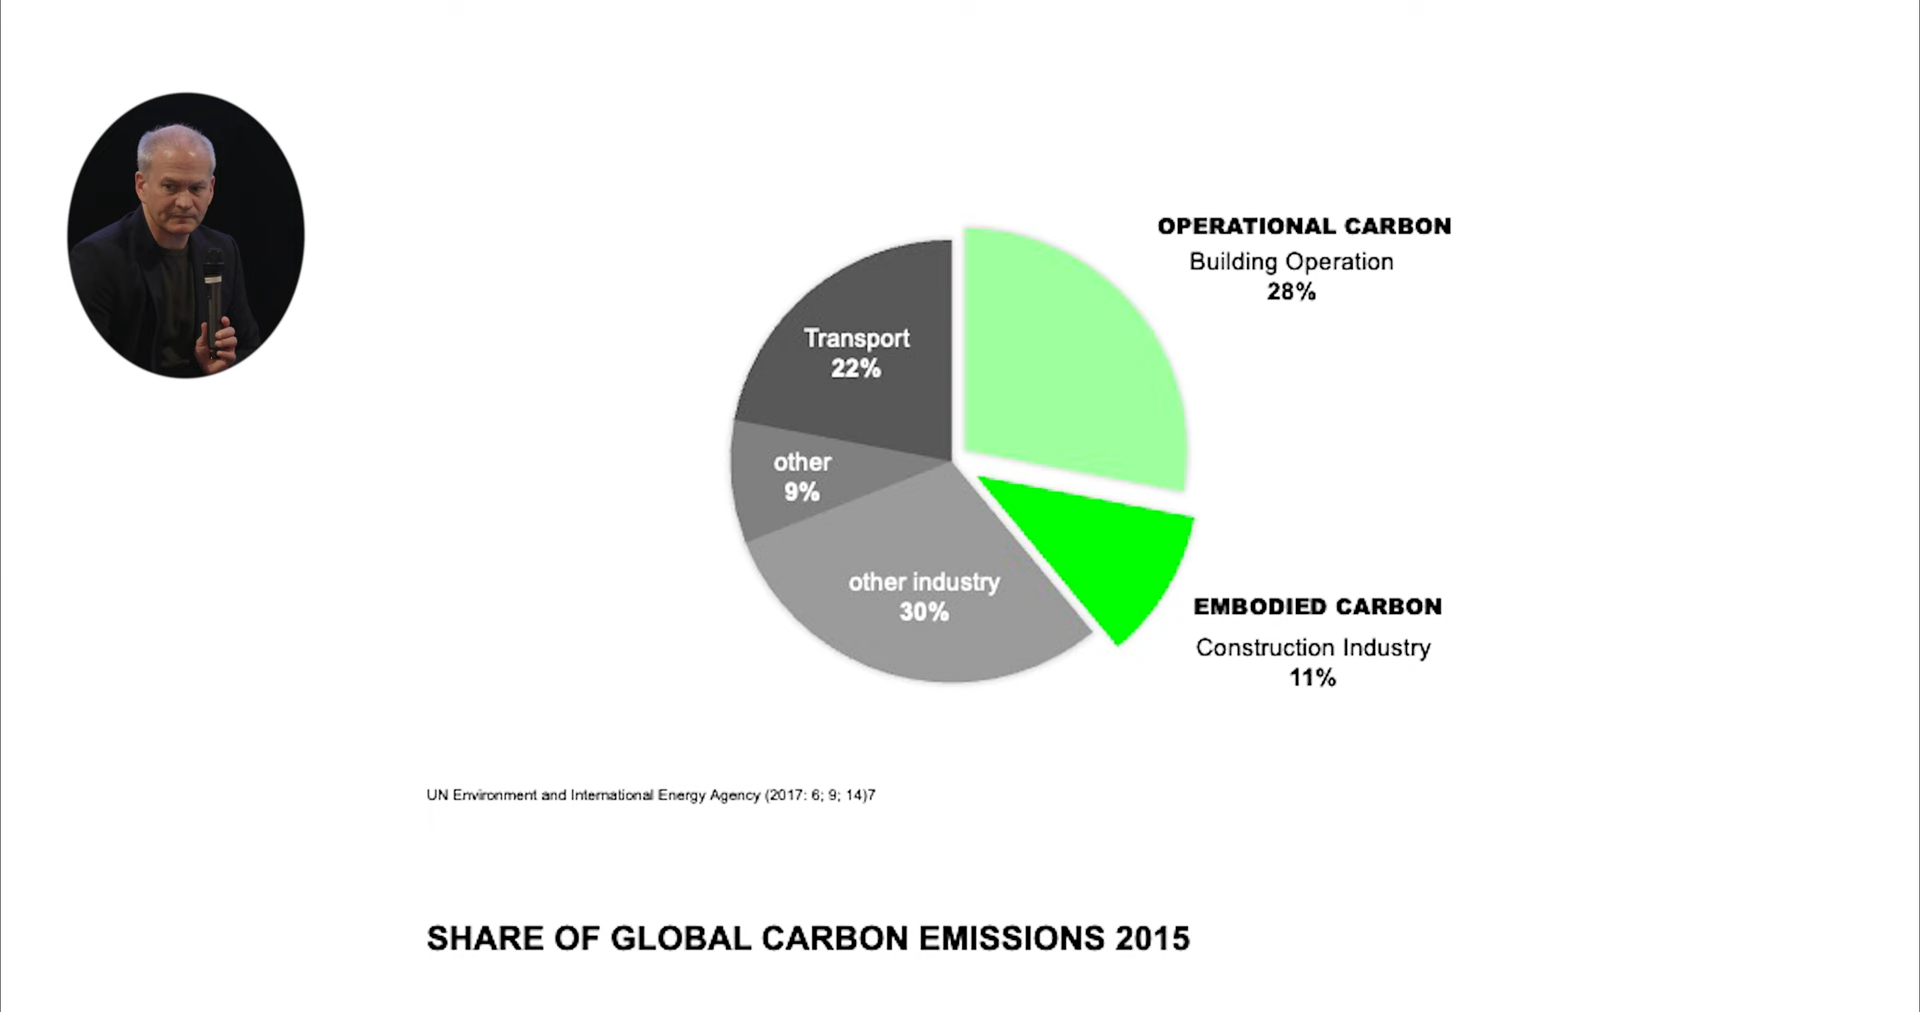 OPERATIONAL CARBON
Building Operation
28%
Transport
22%
other
9%
other industry
30%
EMBODIED CARBON
Construction Industry
11%
UN Environment and International Energy Agency (2017: 6; 9; 14)7
SHARE OF GLOBAL CARBON EMISSIONS 2015